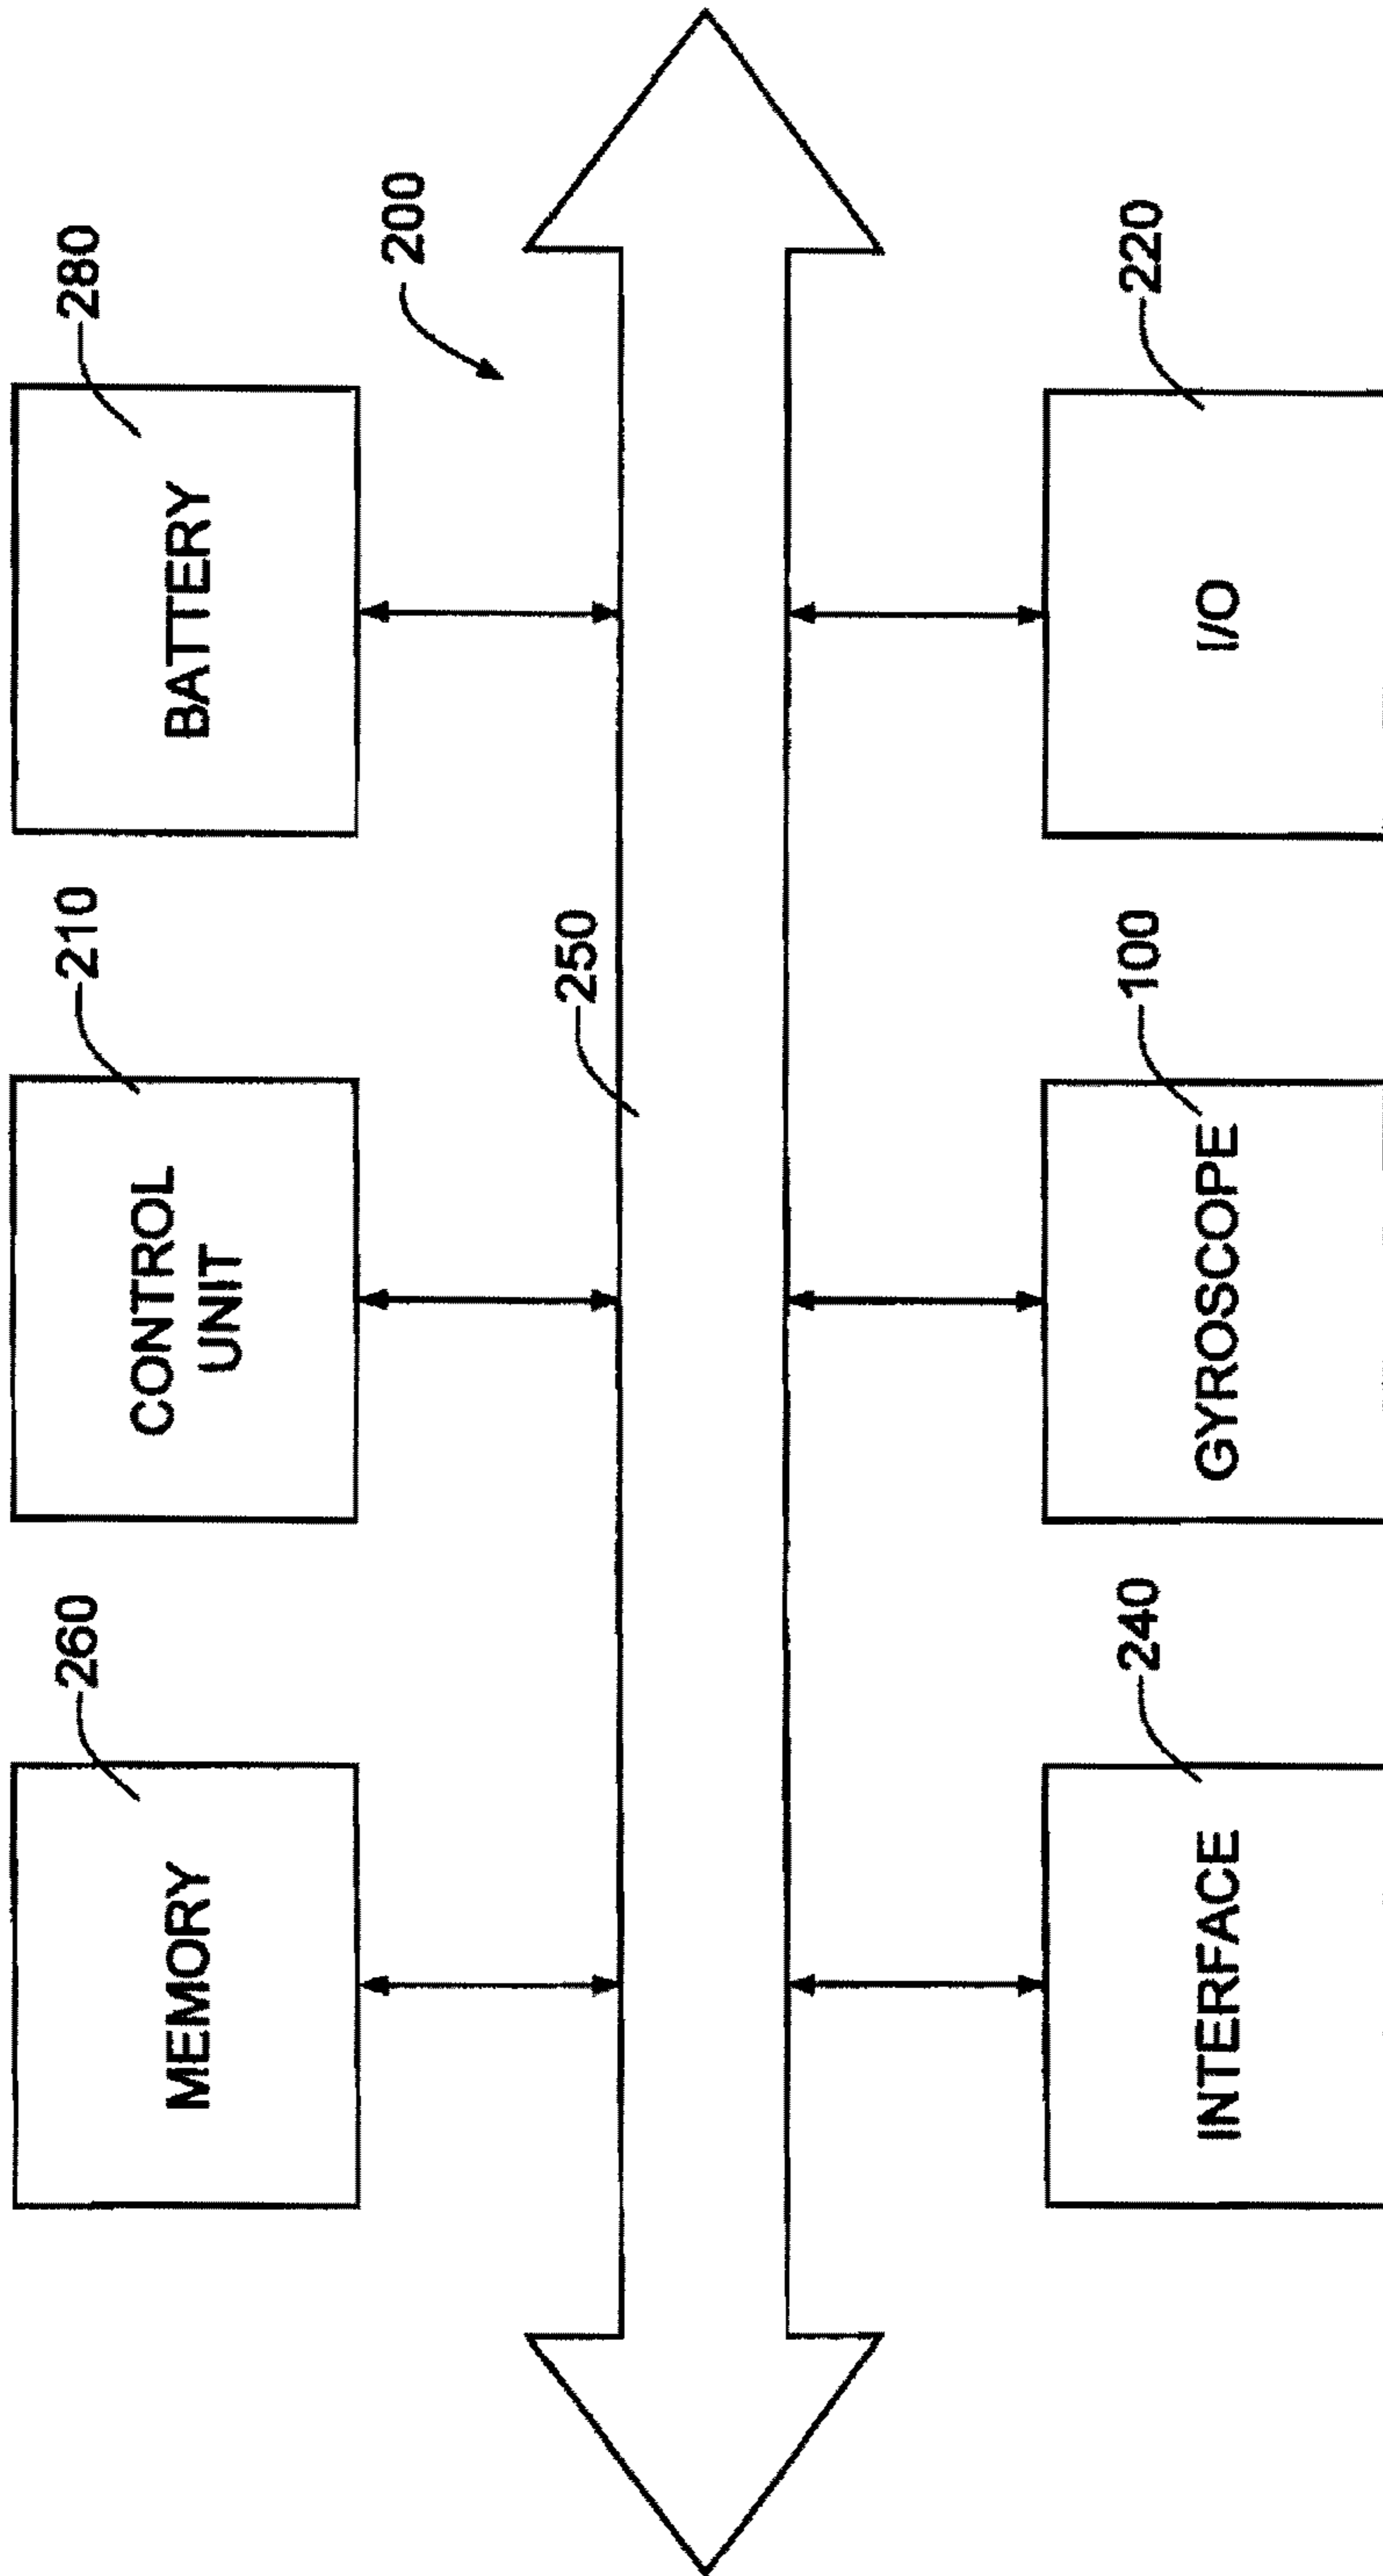 260
210
280
MEMORY
CONTROL
UNIT
BATTERY
200
250
240
100
220
INTERFACE
GYROSCOPE
I/O